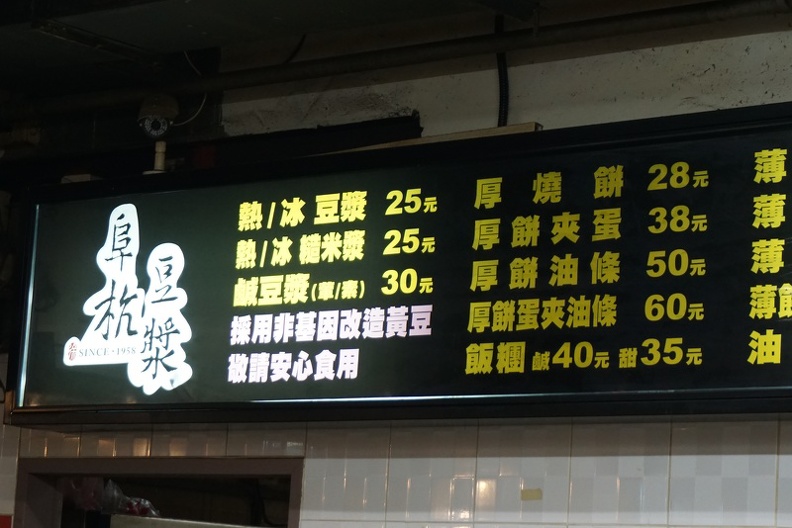 阜杭
豆漿
SINCE·1958
熱/冰 豆漿 25元
熱/冰 糙米漿 25元
鹹豆漿(葷/素) 30元
採用非基因改造黃豆
敬請安心食用
厚燒餅 28元
厚餅夾蛋 38元
厚餅油條 50元
厚餅蛋夾油條 60元
飯糰 鹹40元 甜35元
薄
薄
薄
薄餅
油